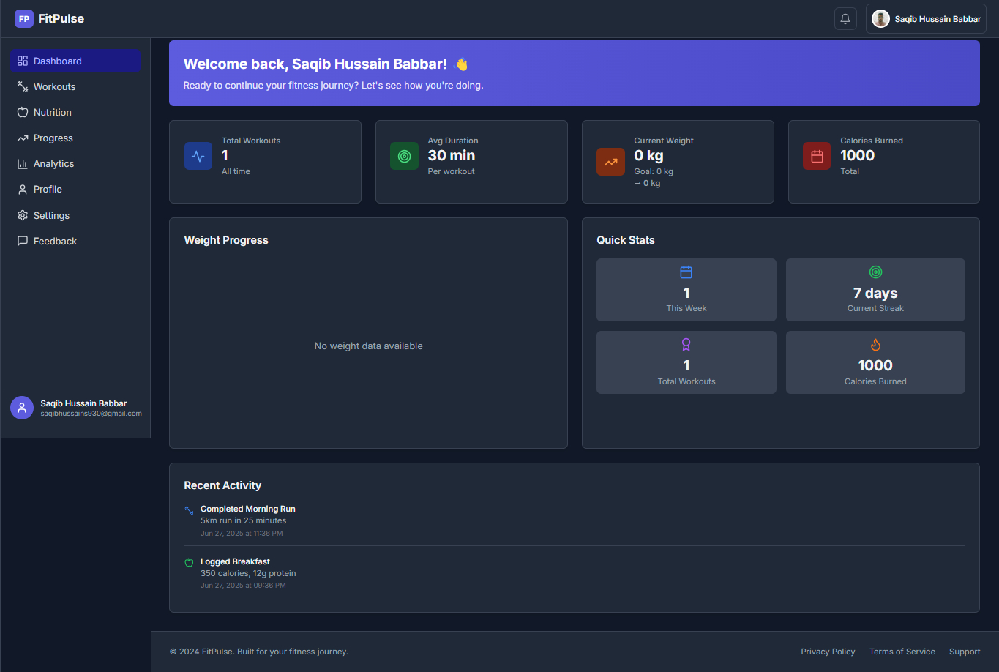 FP FitPulse
Saqib Hussain Babbar
Dashboard
Workouts
Nutrition
Progress
Analytics
Profile
Settings
Feedback
Saqib Hussain Babbar
saqibhussains930@gmail.com
Welcome back, Saqib Hussain Babbar! 👋
Ready to continue your fitness journey? Let's see how you're doing.
Total Workouts
1
All time
Avg Duration
30 min
Per workout
Current Weight
0 kg
Goal: 0 kg
→ 0 kg
Calories Burned
1000
Total
Weight Progress
No weight data available
Quick Stats
1
This Week
7 days
Current Streak
1
Total Workouts
1000
Calories Burned
Recent Activity
Completed Morning Run
5km run in 25 minutes
Jun 27, 2025 at 11:36 PM
Logged Breakfast
350 calories, 12g protein
Jun 27, 2025 at 09:36 PM
© 2024 FitPulse. Built for your fitness journey.
Privacy Policy Terms of Service Support